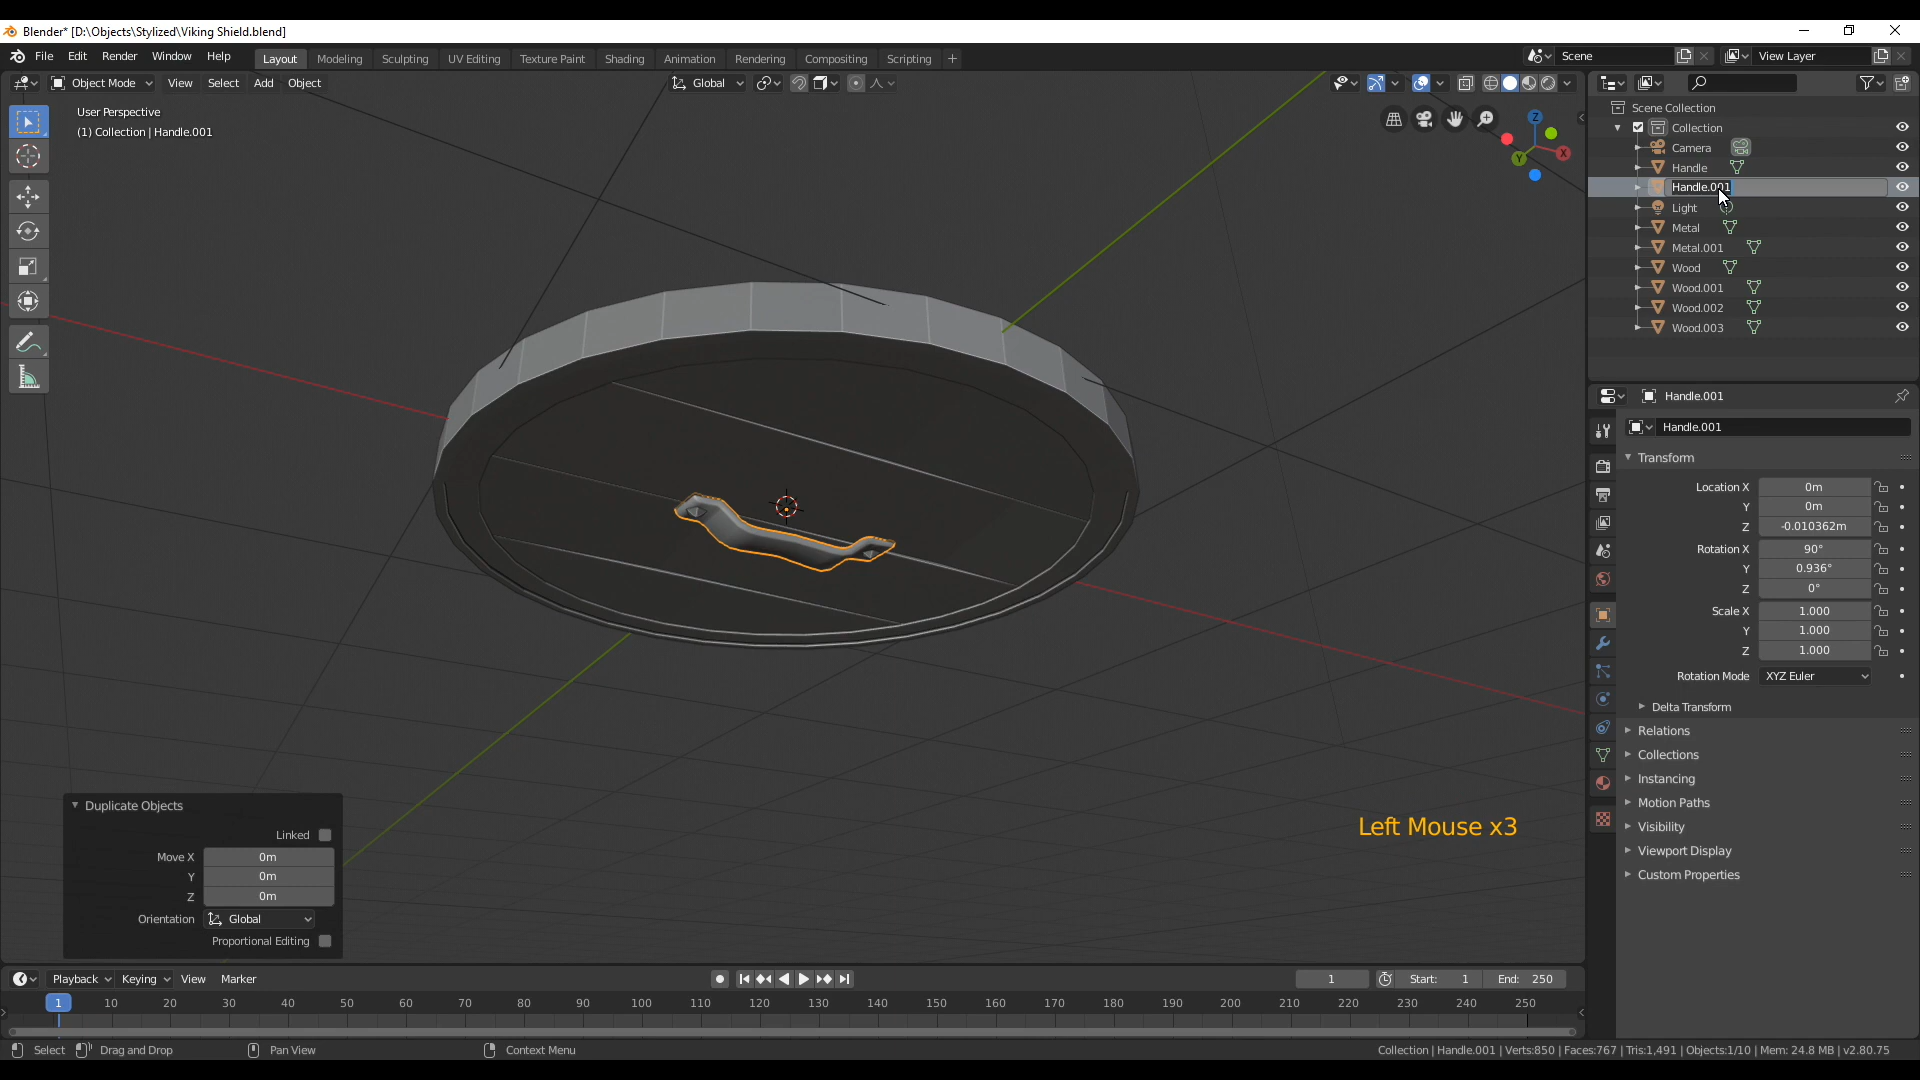 Blender* [D:\Objects\Stylized\Viking Shield.blend]
File Edit Render Window Help Layout Modeling Sculpting UV Editing Texture Paint Shading Animation Rendering Compositing Scripting + Scene View Layer
Object Mode View Select Add Object Global
User Perspective
(1) Collection | Handle.001
Z
X
Y
Scene Collection
Collection
Camera
Handle
Handle.001
Light
Metal
Metal.001
Wood
Wood.001
Wood.002
Wood.003
Handle.001
Handle.001
Transform
Location X 0m
Y 0m
Z -0.010362m
Rotation X 90°
Y 0.936°
Z 0°
Scale X 1.000
Y 1.000
Z 1.000
Rotation Mode XYZ Euler
Delta Transform
Relations
Collections
Instancing
Motion Paths
Visibility
Viewport Display
Custom Properties
Duplicate Objects
Linked
Move X 0m
Y 0m
Z 0m
Orientation Global
Proportional Editing
Left Mouse x3
Playback Keying View Marker 1 Start: 1 End: 250
1 10 20 30 40 50 60 70 80 90 100 110 120 130 140 150 160 170 180 190 200 210 220 230 240 250
Select Drag and Drop Pan View Context Menu Collection | Handle.001 | Verts:850 | Faces:767 | Tris:1,491 | Objects:1/10 | Mem: 24.8 MB | v2.80.75